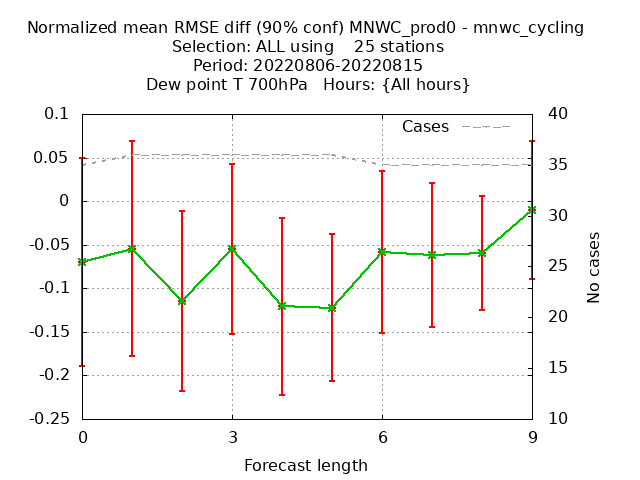 Normalized mean RMSE diff (90% conf) MNWC_prod0 - mnwc_cycling
Selection: ALL using    25 stations
Period: 20220806-20220815
Dew point T 700hPa   Hours: {All hours}
0.1
0.05
0
-0.05
-0.1
-0.15
-0.2
-0.25
Cases
40
35
30
25
20
15
10
No cases
0 3 6 9
Forecast length